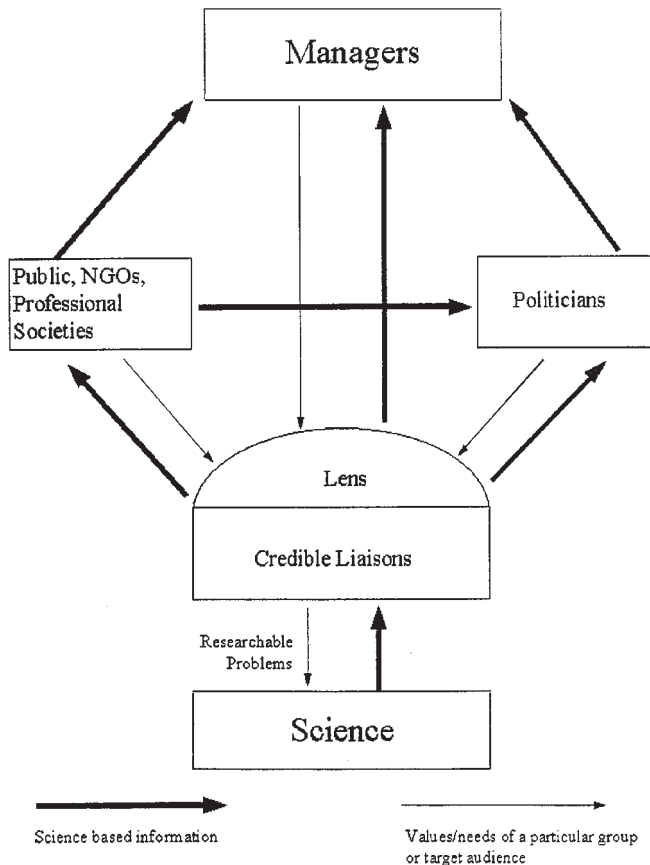 Managers
Public, NGOs,
Professional
Societies
Politicians
Lens
Credible Liaisons
Researchable
Problems
Science
Science based information
Values/needs of a particular group
or target audience